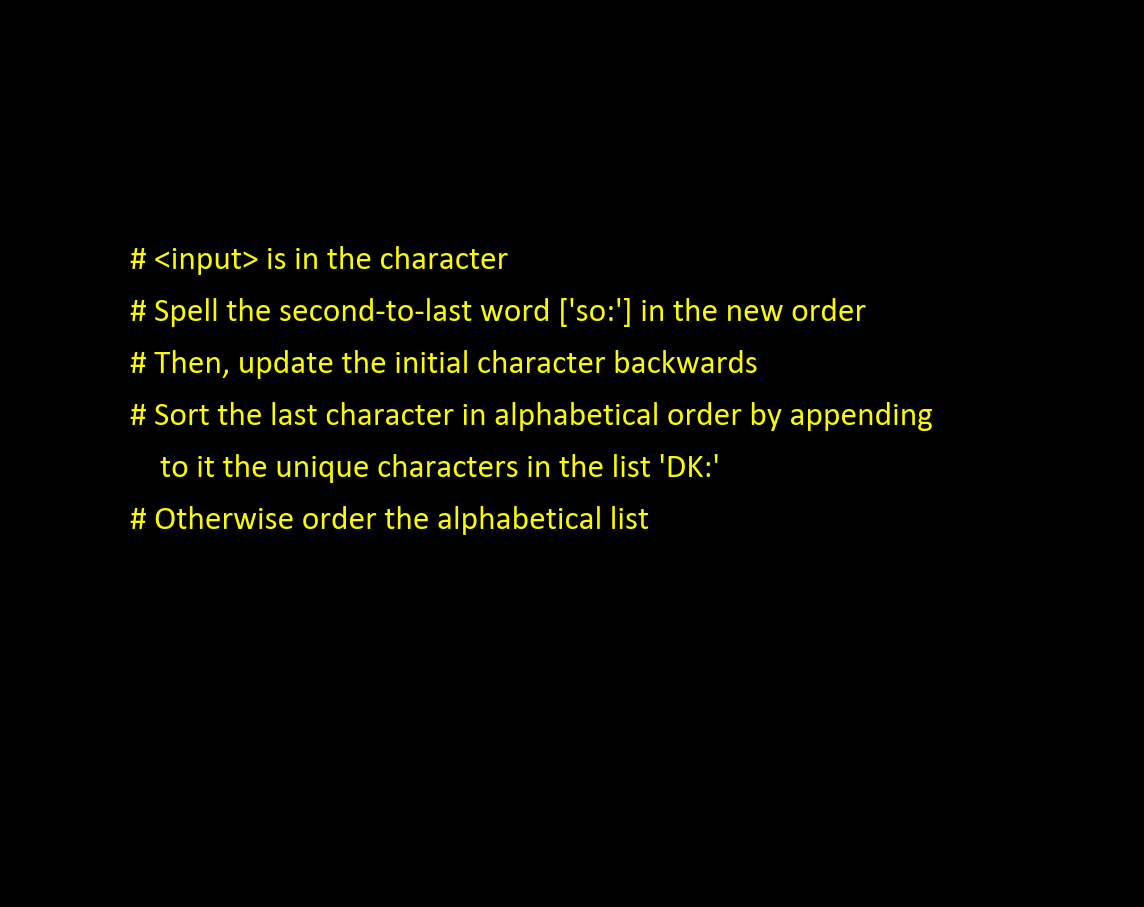 # <input> is in the character
# Spell the second-to-last word ['so:'] in the new order
# Then, update the initial character backwards
# Sort the last character in alphabetical order by appending
to it the unique characters in the list 'DK:'
# Otherwise order the alphabetical list